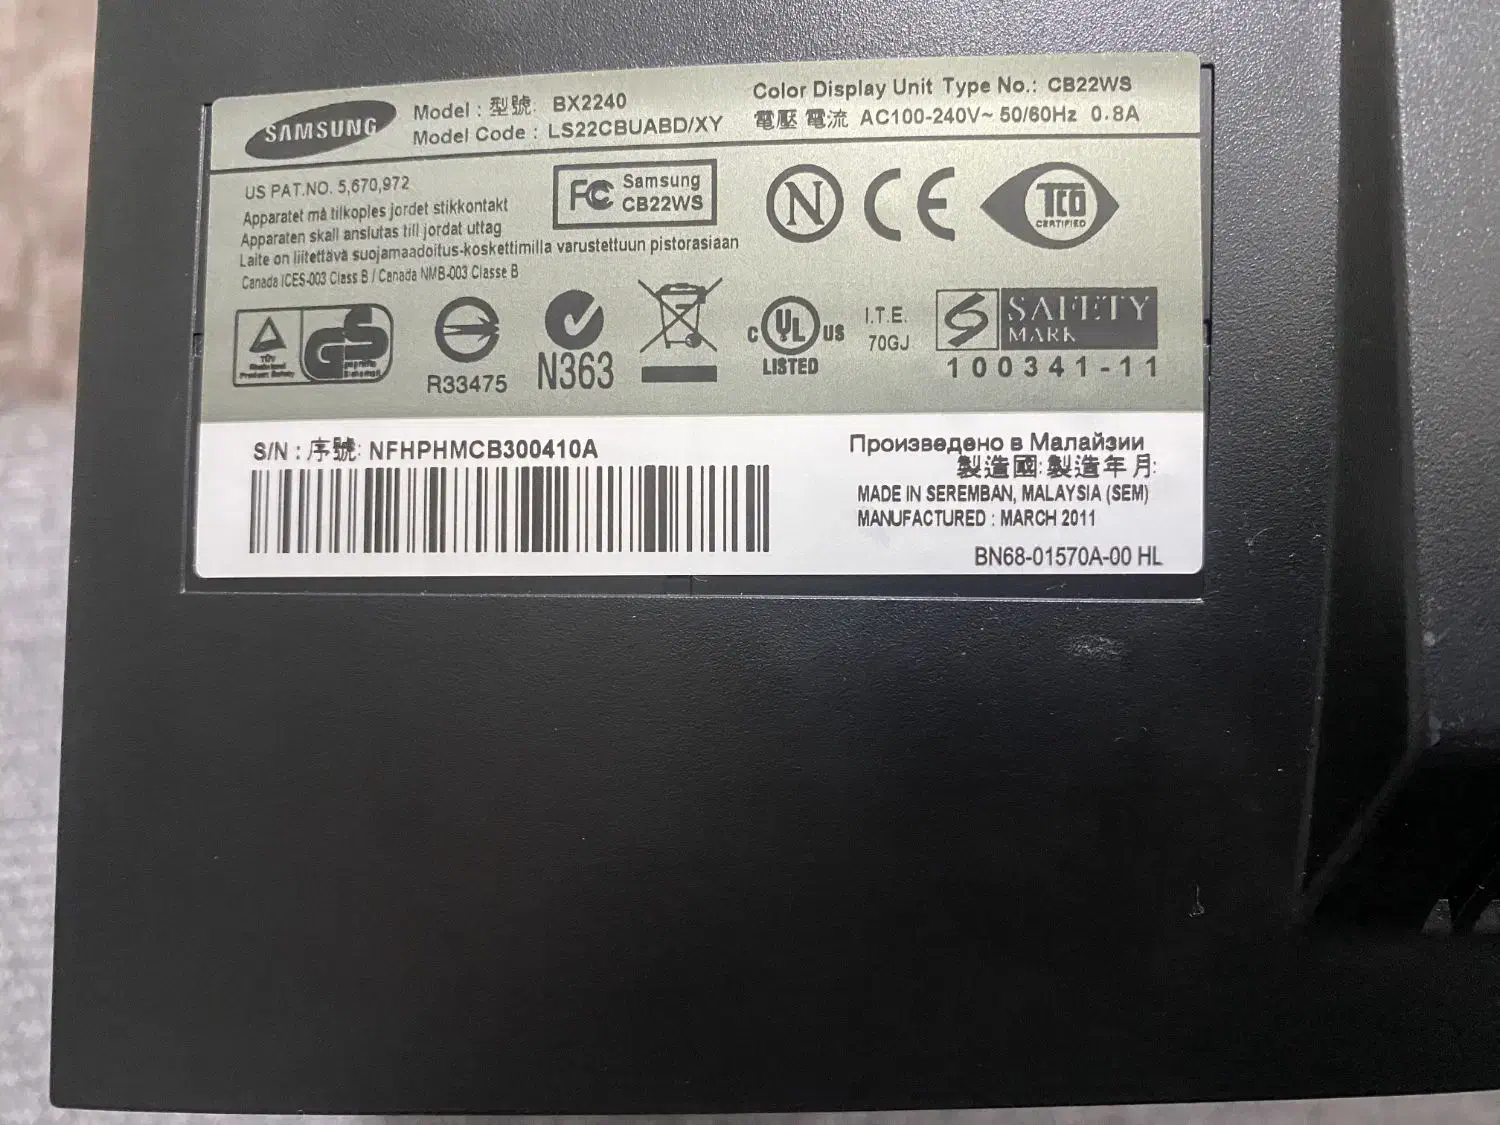 SAMSUNG
Model : 型號: BX2240
Model Code : LS22CBUABD/XY
Color Display Unit Type No.: CB22WS
電壓 電流 AC100-240V~ 50/60Hz 0.8A
US PAT.NO. 5,670,972
Apparatet må tilkoples jordet stikkontakt
Apparaten skall anslutas till jordat uttag
Laite on liitettävä suojamaadoitus-koskettimilla varustettuun pistorasiaan
Canada ICES-003 Class B / Canada NMB-003 Classe B
FC Samsung
CB22WS
N CE TCO
CERTIFIED
TÜV
Product Safety
GS
geprüfte
R33475
N363
C UL US
LISTED
I.T.E.
70GJ
SAFETY
MARK
100341-11
S/N : 序號: NFHPHMCB300410A
Произведено в Малайзии
製造國: 製造年月:
MADE IN SEREMBAN, MALAYSIA (SEM)
MANUFACTURED : MARCH 2011
BN68-01570A-00 HL